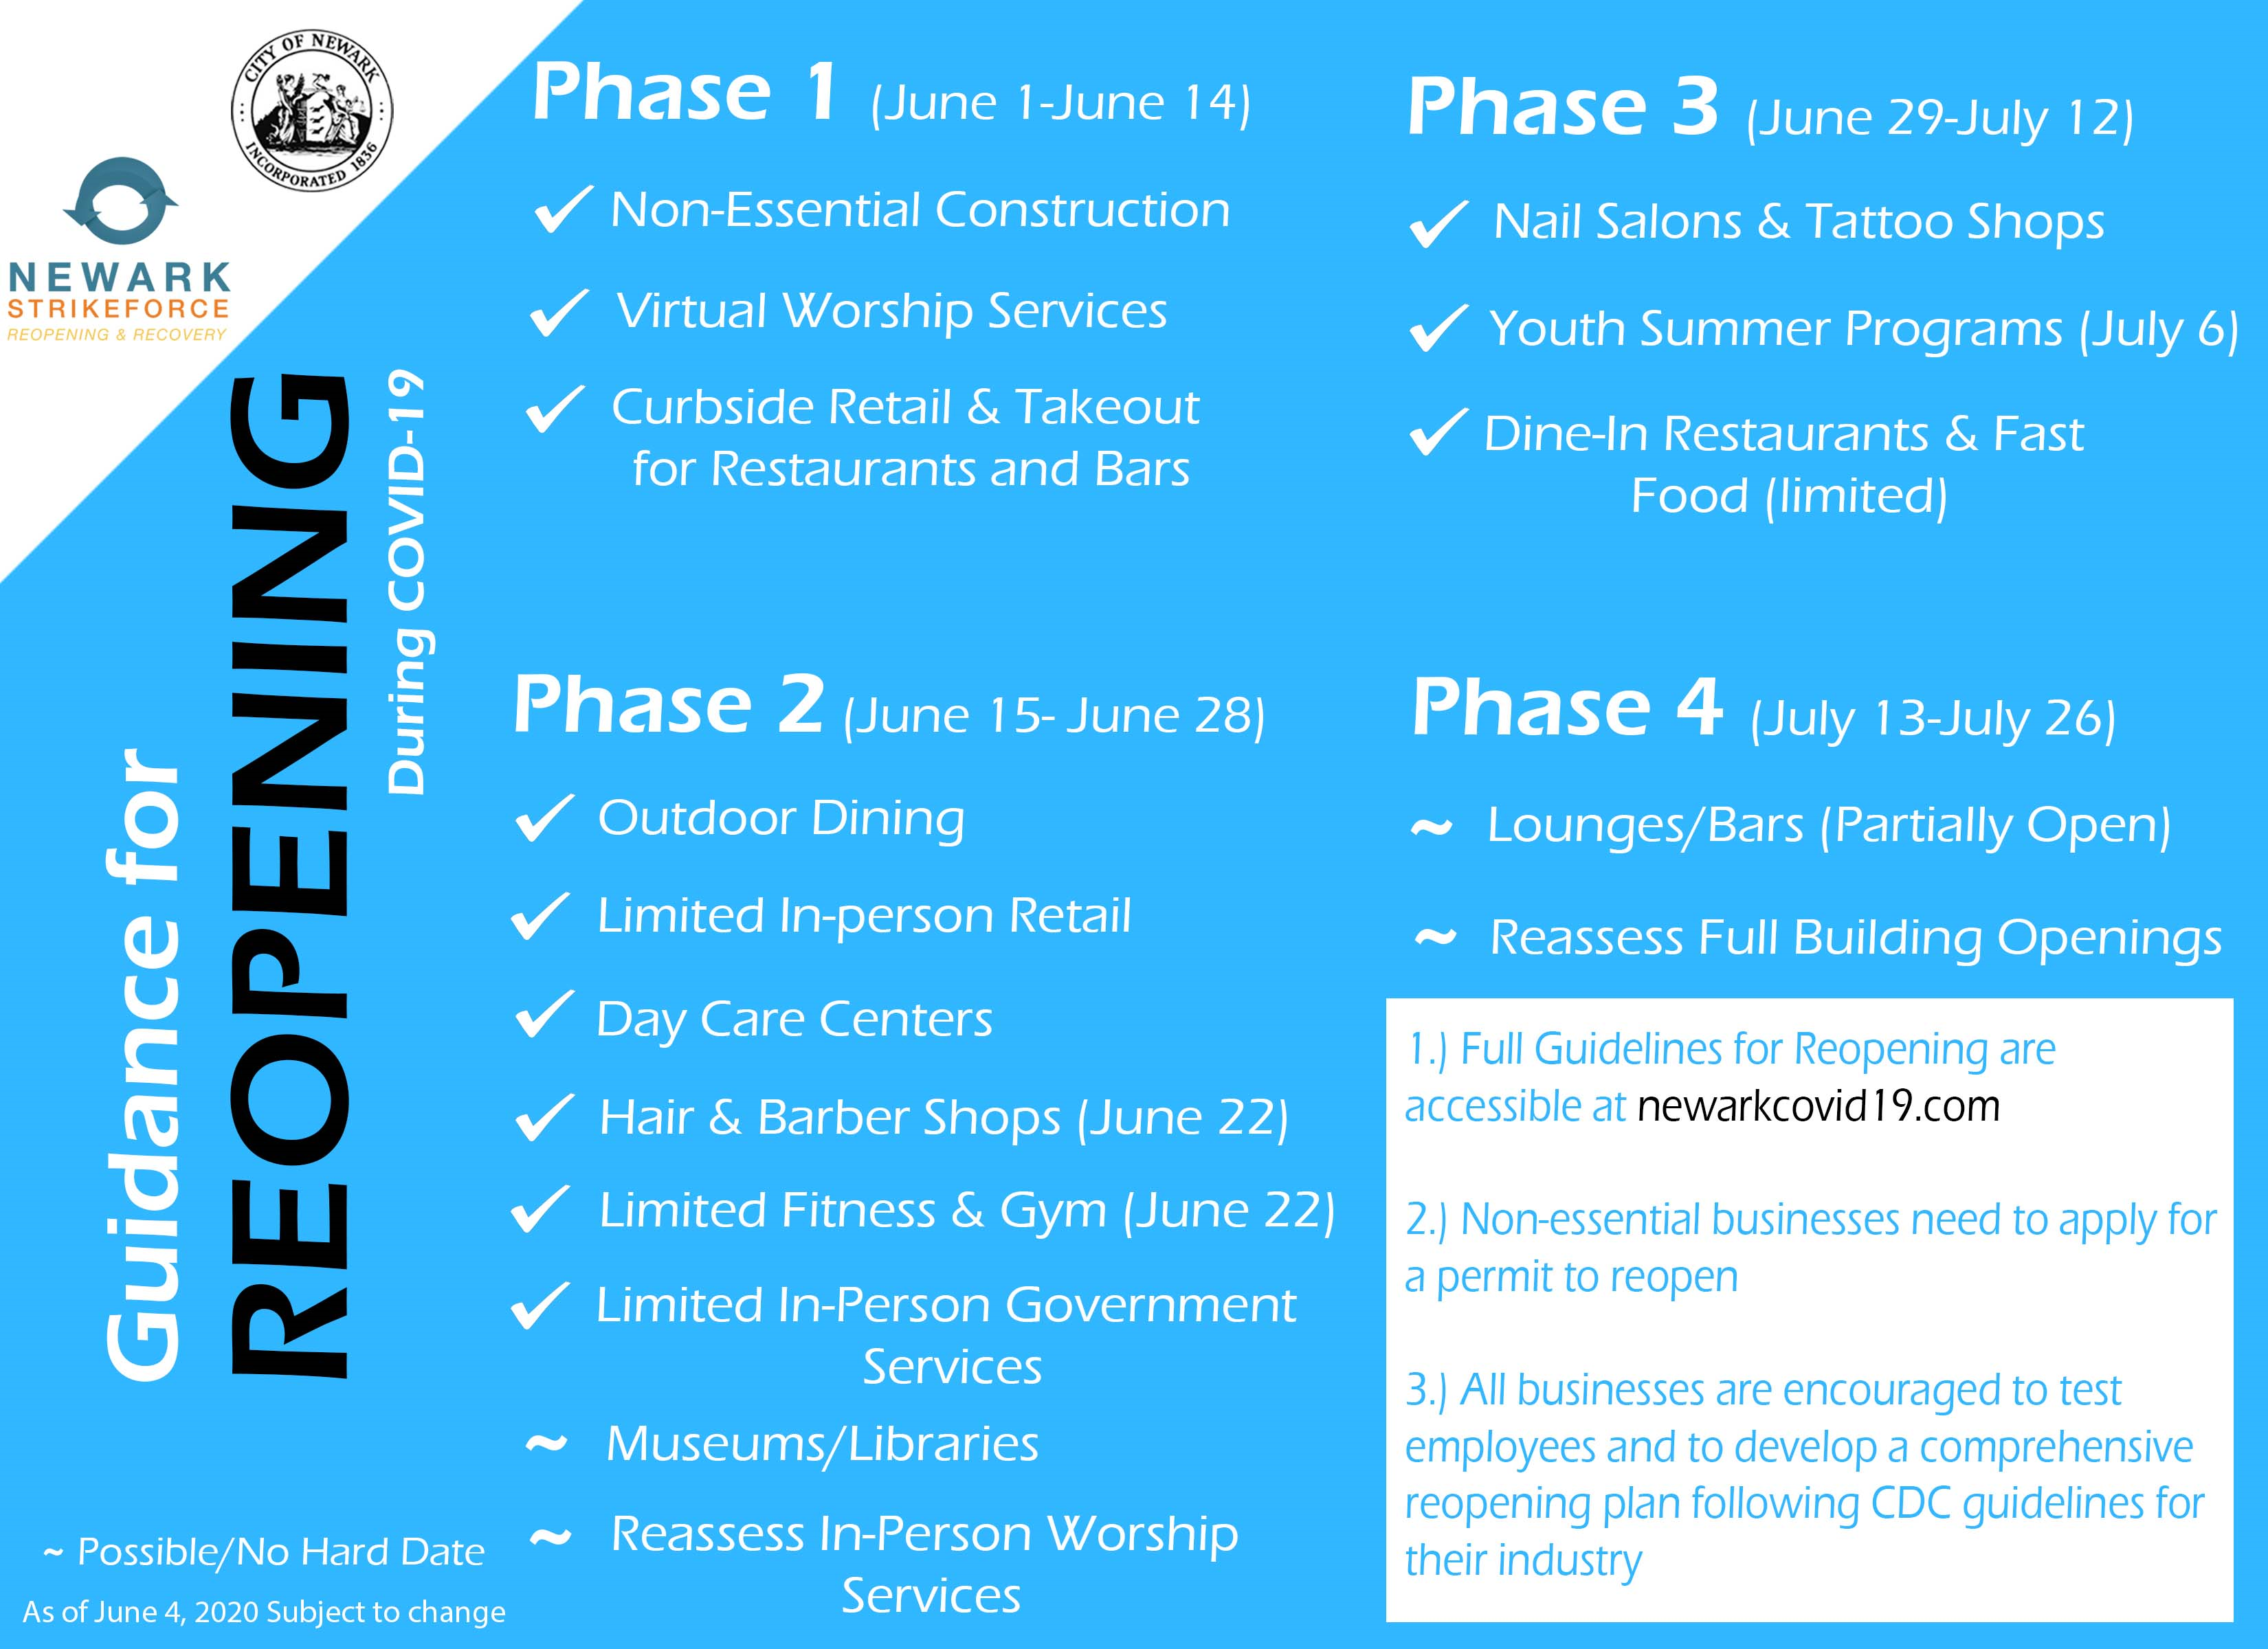 CITY OF NEWARK
INCORPORATED 1836
NEWARK
STRIKEFORCE
REOPENING & RECOVERY
Guidance for
REOPENING
During COVID-19
Phase 1 (June 1-June 14)
✓ Non-Essential Construction
✓ Virtual Worship Services
✓ Curbside Retail & Takeout
for Restaurants and Bars
Phase 2 (June 15- June 28)
✓ Outdoor Dining
✓ Limited In-person Retail
✓ Day Care Centers
✓ Hair & Barber Shops (June 22)
✓ Limited Fitness & Gym (June 22)
✓ Limited In-Person Government
Services
~ Museums/Libraries
~ Reassess In-Person Worship
Services
Phase 3 (June 29-July 12)
✓ Nail Salons & Tattoo Shops
✓ Youth Summer Programs (July 6)
✓ Dine-In Restaurants & Fast
Food (limited)
Phase 4 (July 13-July 26)
~ Lounges/Bars (Partially Open)
~ Reassess Full Building Openings
1.) Full Guidelines for Reopening are
accessible at newarkcovid19.com
2.) Non-essential businesses need to apply for
a permit to reopen
3.) All businesses are encouraged to test
employees and to develop a comprehensive
reopening plan following CDC guidelines for
their industry
~ Possible/No Hard Date
As of June 4, 2020 Subject to change